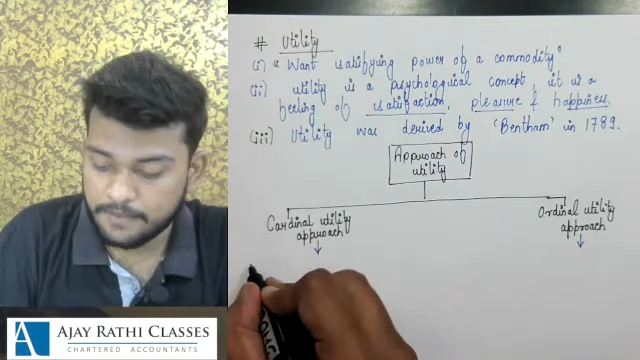 # Utility
(i) "Want satisfying power of a commodity"
(ii) utility is a psychological concept, it is a
feeling of satisfaction, pleasure & happiness.
(iii) Utility was derived by 'Bentham' in 1789.
Approach of
utility
Cardinal utility
approach
Ordinal utility
approach
AJAY RATHI CLASSES
CHARTERED ACCOUNTANTS